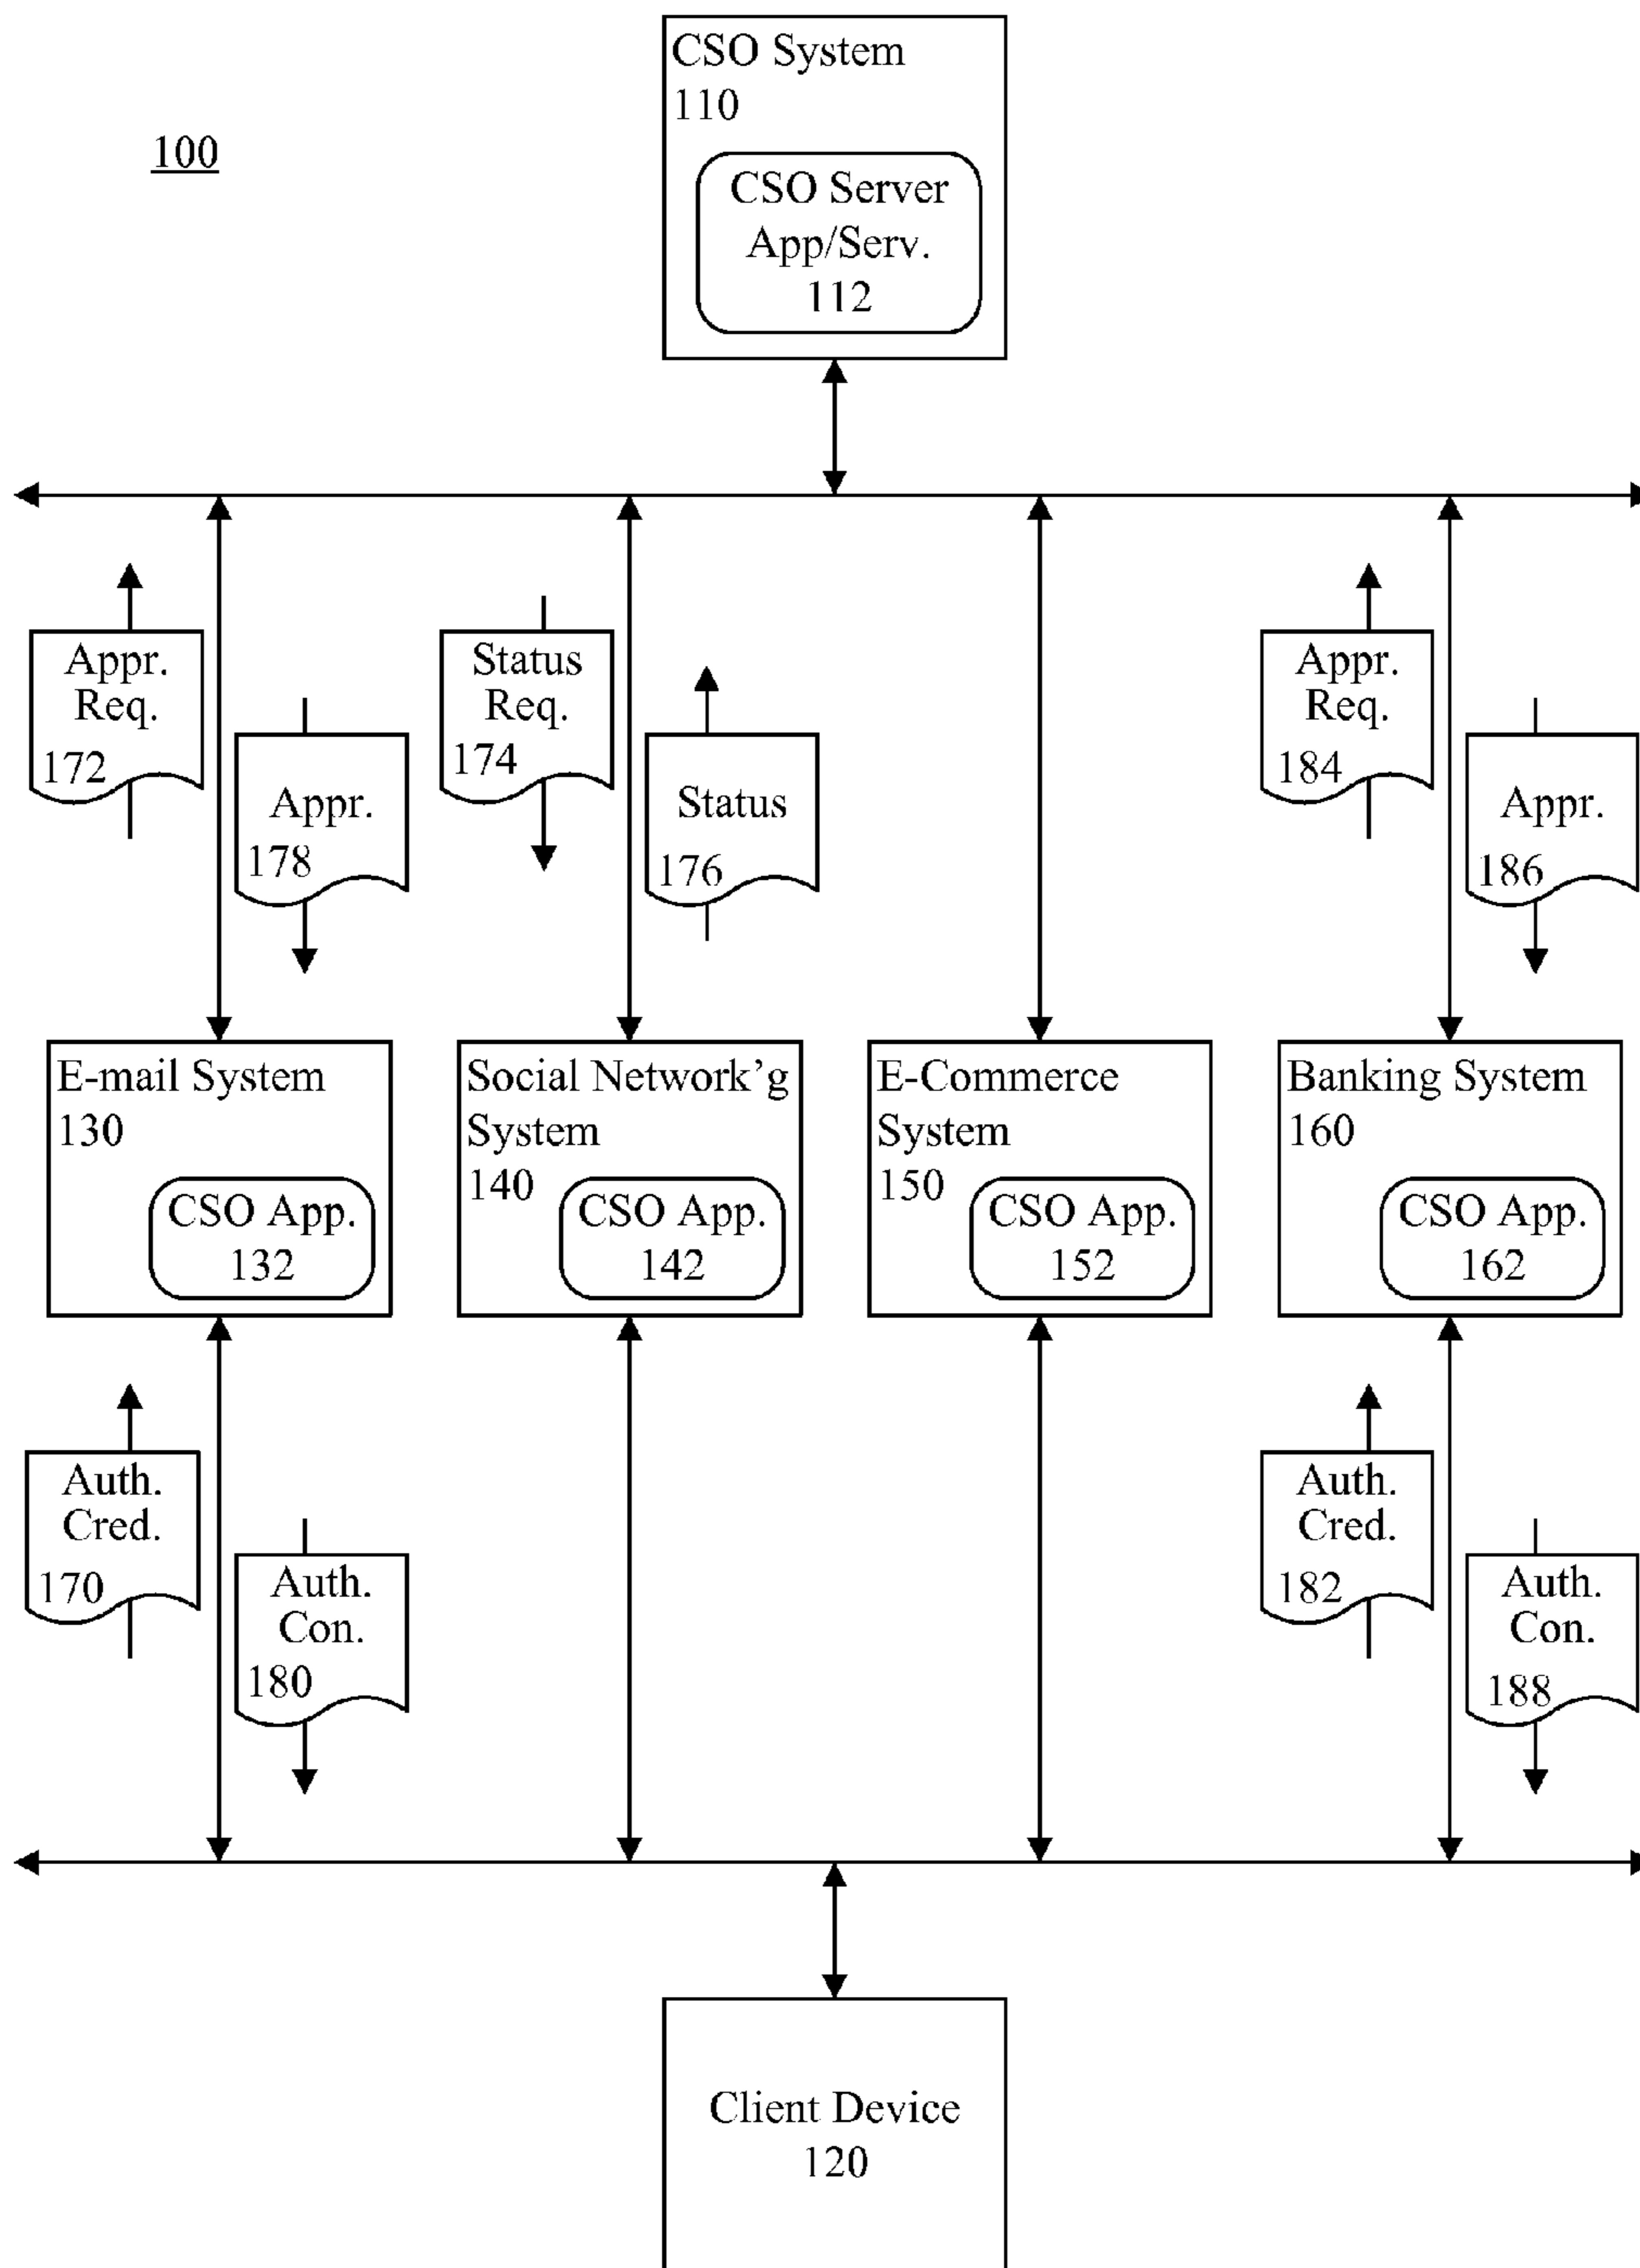 CSO System
110
100
CSO Server
App/Serv.
112
Appr.
Req.
172
Appr.
178
Status
Req.
174
Status
176
Appr.
Req.
184
Appr.
186
E-mail System
130
CSO App.
132
Social Network’g
System
140
CSO App.
142
E-Commerce
System
150
CSO App.
152
Banking System
160
CSO App.
162
Auth.
Cred.
170
Auth.
Con.
180
Auth.
Cred.
182
Auth.
Con.
188
Client Device
120